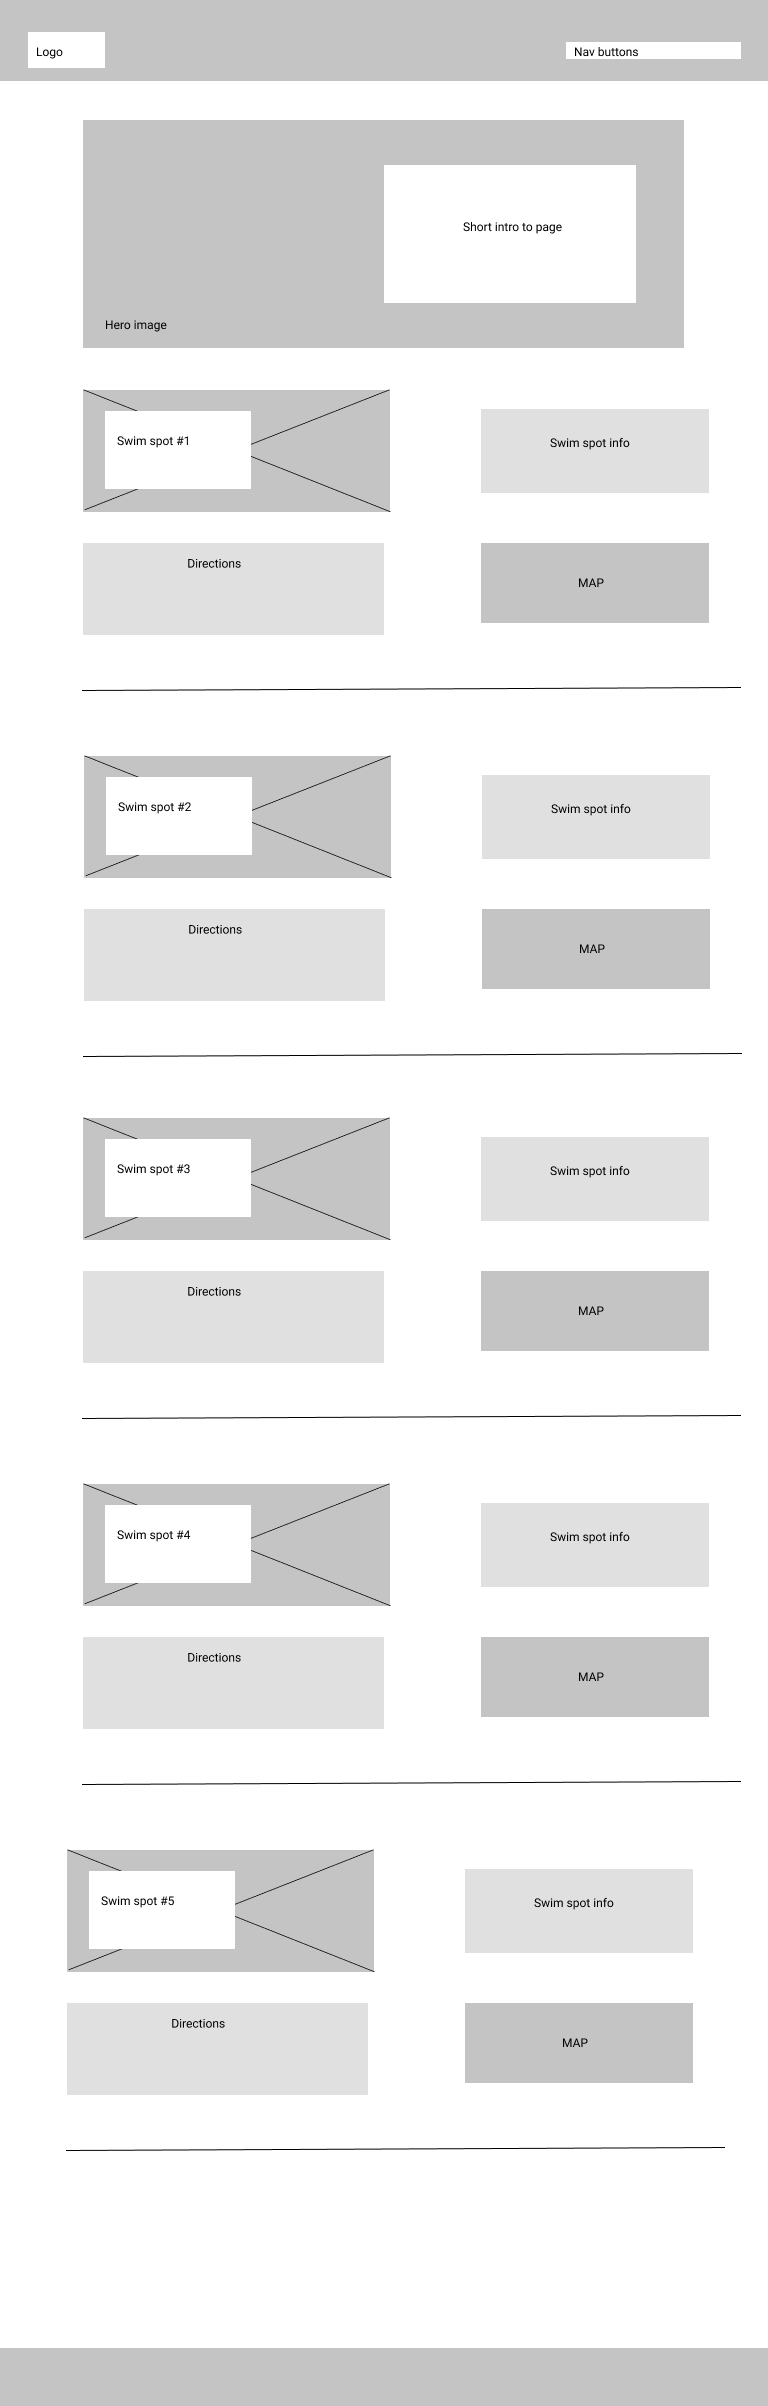 Logo
Nav buttons
Short intro to page
Hero image
Swim spot #1
Swim spot info
Directions
MAP
Swim spot #2
Swim spot info
Directions
MAP
Swim spot #3
Swim spot info
Directions
MAP
Swim spot #4
Swim spot info
Directions
MAP
Swim spot #5
Swim spot info
Directions
MAP